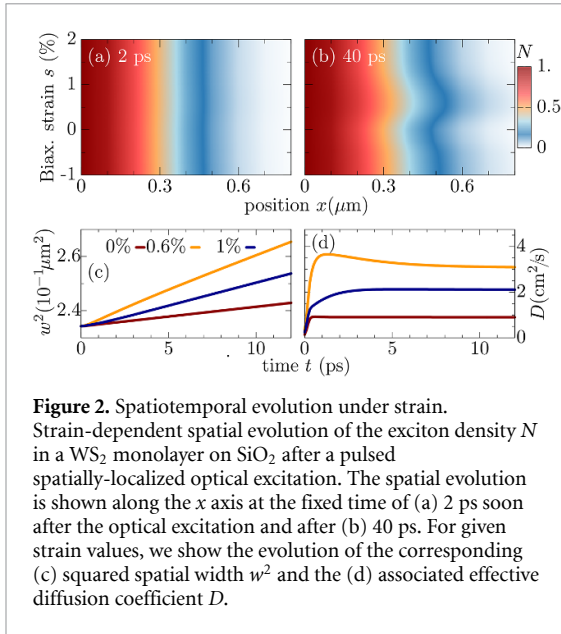 Biax. strain s (%)
2
1
0
-1
(a) 2 ps
(b) 40 ps
N
1.
0.5
0
0 0.3 0.6 0 0.3 0.6
position x(μm)
w² (10⁻¹μm²)
2.6
2.4
0% 0.6% 1%
(c)
(d)
4
2
0
D(cm²/s)
0 5 10 0 5 10
time t (ps)
Figure 2. Spatiotemporal evolution under strain.
Strain-dependent spatial evolution of the exciton density N
in a WS₂ monolayer on SiO₂ after a pulsed
spatially-localized optical excitation. The spatial evolution
is shown along the x axis at the fixed time of (a) 2 ps soon
after the optical excitation and after (b) 40 ps. For given
strain values, we show the evolution of the corresponding
(c) squared spatial width w² and the (d) associated effective
diffusion coefficient D.